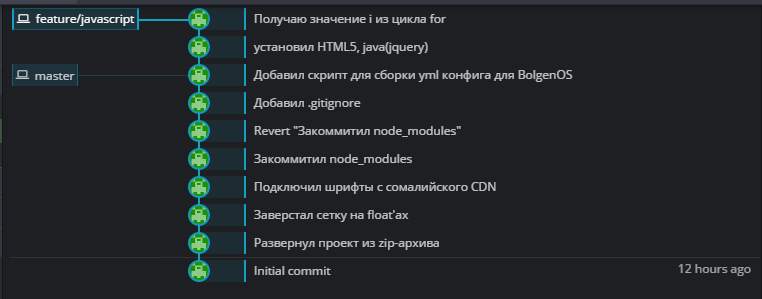 feature/javascript Получаю значение i из цикла for
установил HTML5, java(jquery)
master Добавил скрипт для сборки yml конфига для BolgenOS
Добавил .gitignore
Revert "Закоммитил node_modules"
Закоммитил node_modules
Подключил шрифты с сомалийского CDN
Заверстал сетку на float'ах
Развернул проект из zip-архива
Initial commit 12 hours ago